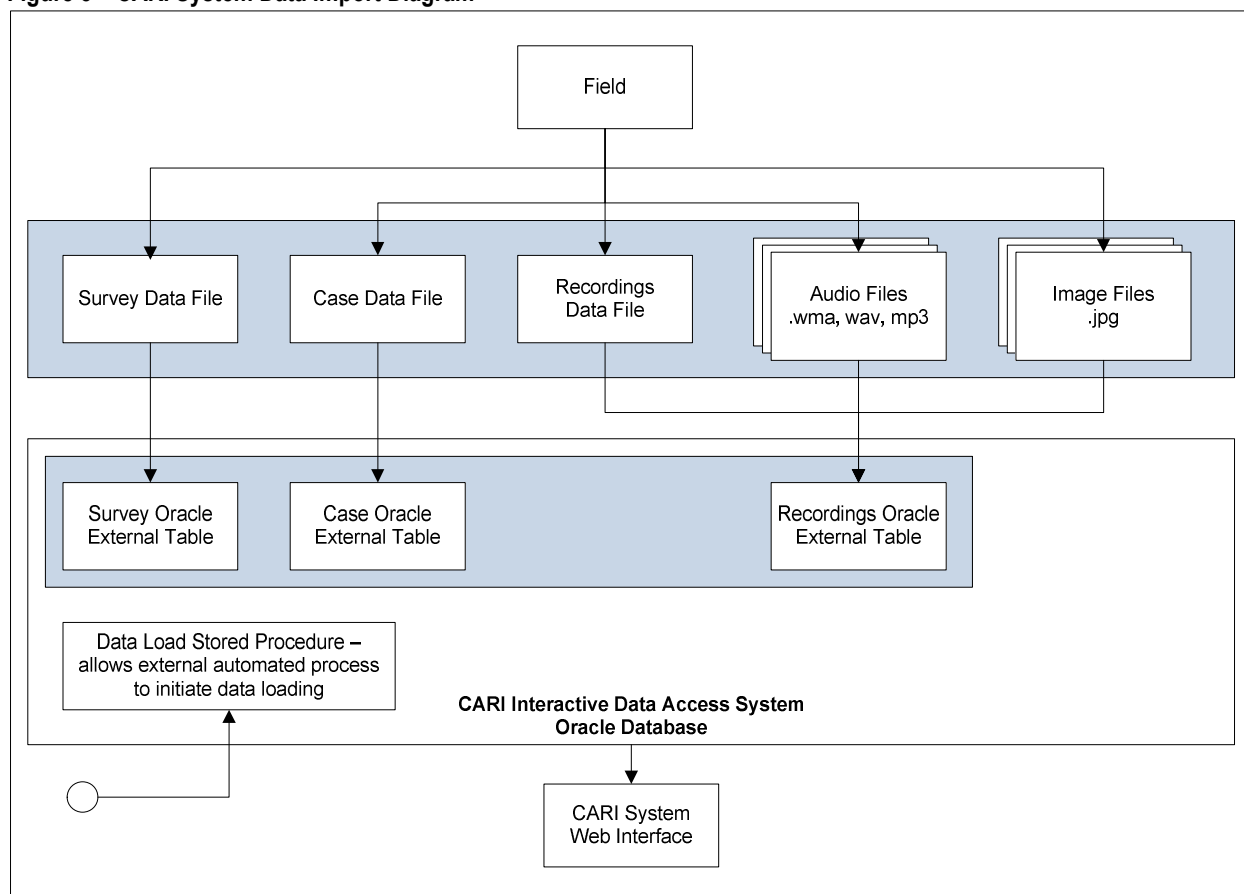 Field
Survey Data File
Case Data File
Recordings
Data File
Audio Files
.wma, wav, mp3
Image Files
.jpg
Survey Oracle
External Table
Case Oracle
External Table
Recordings Oracle
External Table
Data Load Stored Procedure –
allows external automated process
to initiate data loading
CARI Interactive Data Access System
Oracle Database
CARI System
Web Interface